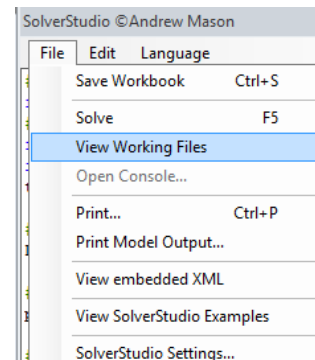 SolverStudio ©Andrew Mason
File Edit Language
Save Workbook Ctrl+S
Solve F5
View Working Files
Open Console...
Print... Ctrl+P
Print Model Output...
View embedded XML
View SolverStudio Examples
SolverStudio Settings...